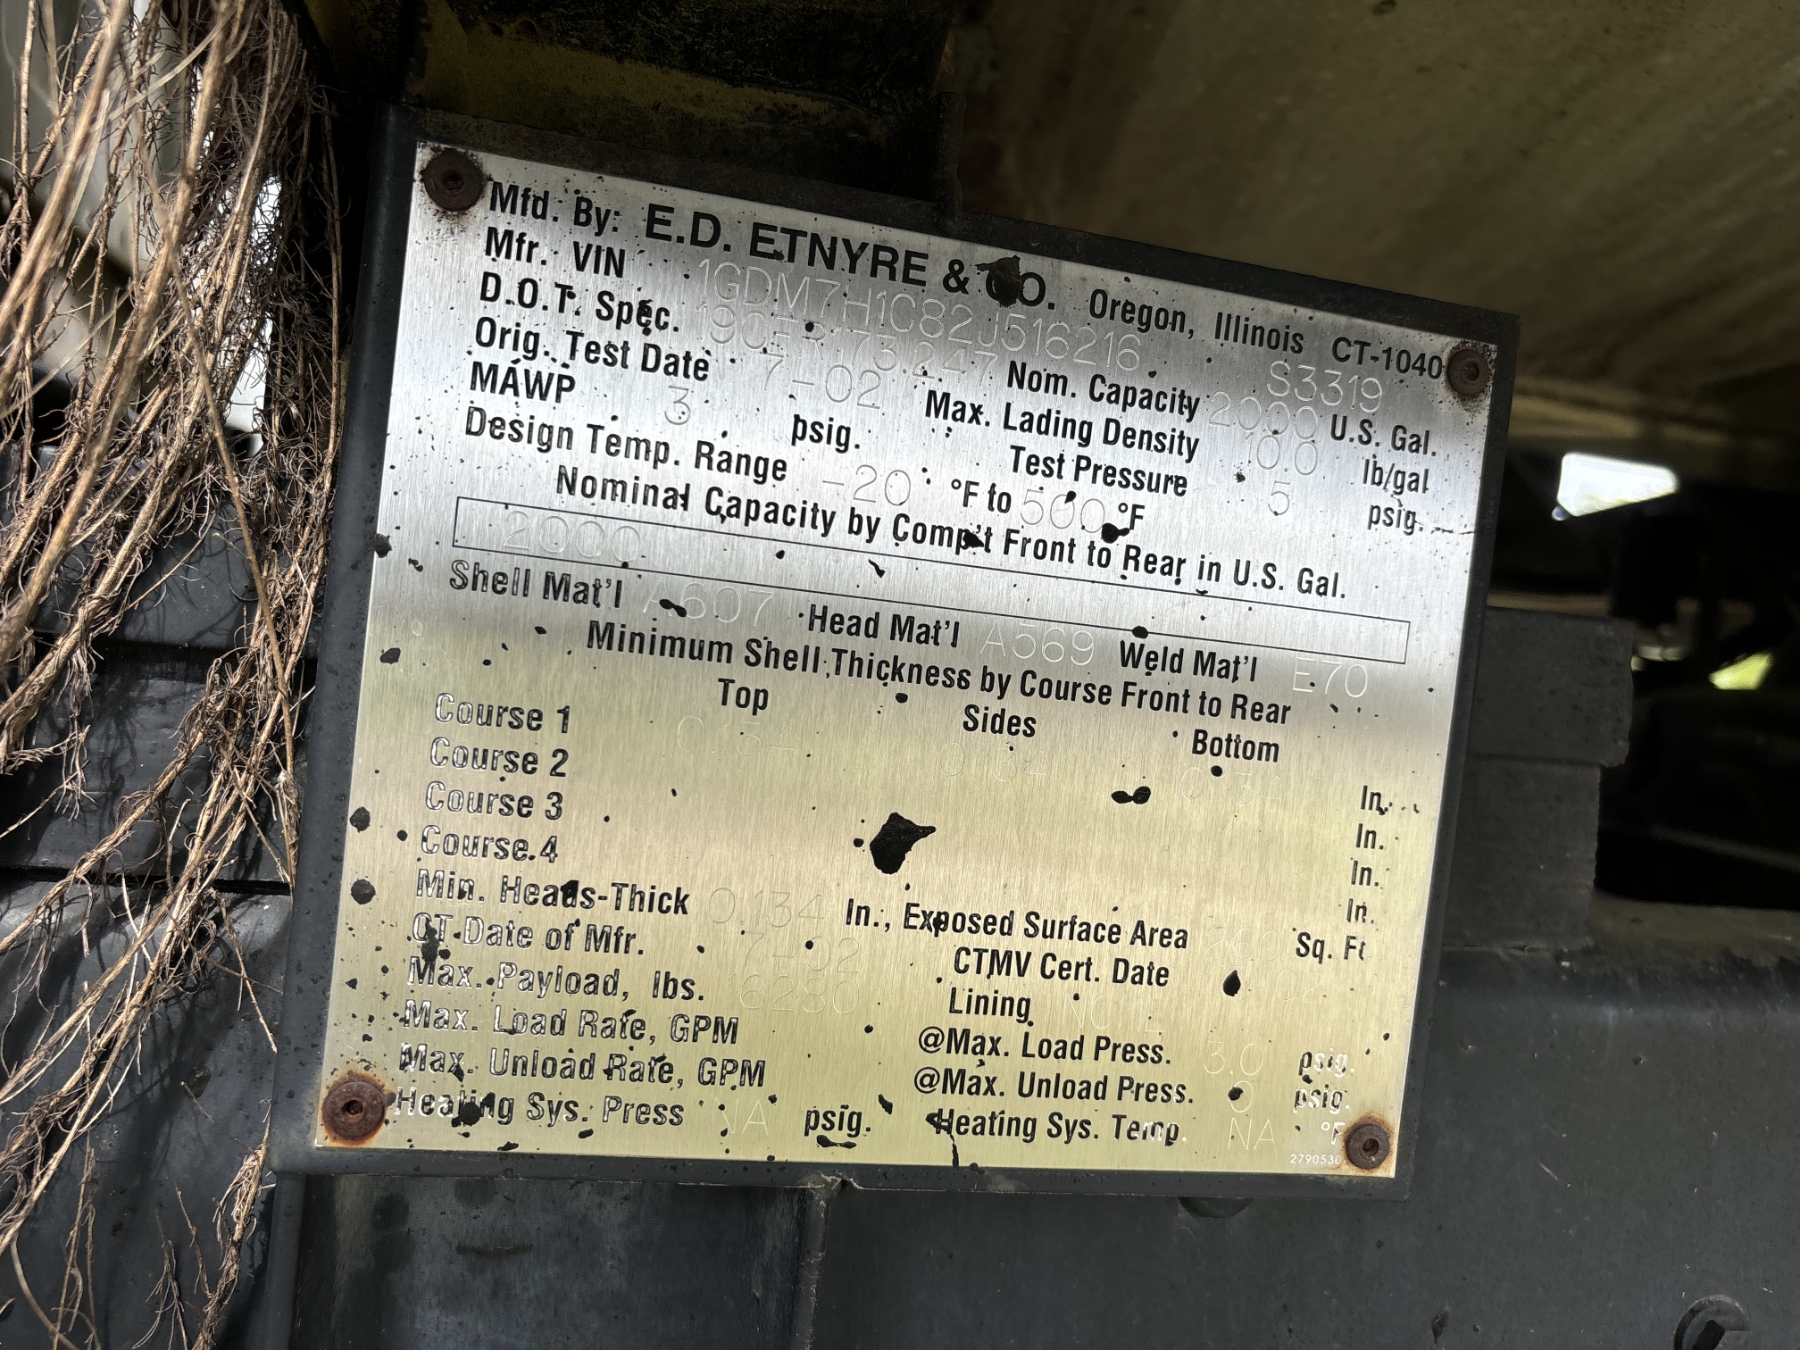 Mfd. By: E.D. ETNYRE & CO. Oregon, Illinois CT-1040
Mfr. VIN 1GDM7H1C82J516216 S3319
D.O.T. Spec. Nom. Capacity 2000 U.S. Gal.
Orig. Test Date 7-02 Max. Lading Density 10.0 lb/gal
MAWP 3 psig. Test Pressure 5 psig.
Design Temp. Range -20 °F to 500 °F
Nominal Capacity by Comp't Front to Rear in U.S. Gal.
2000
Shell Mat'l A607 Head Mat'l A569 Weld Mat'l E70
Minimum Shell Thickness by Course Front to Rear
Top Sides Bottom
Course 1 In.
Course 2 In.
Course 3 In.
Course 4 In.
Min. Heads-Thick 0.134 In., Exposed Surface Area Sq. Ft
CT Date of Mfr. 7-02 CTMV Cert. Date
Max. Payload, lbs. Lining
Max. Load Rate, GPM @Max. Load Press. 3.0 psig.
Max. Unload Rate, GPM @Max. Unload Press. 0 psig.
Heating Sys. Press NA psig. Heating Sys. Temp. NA °F
2790530